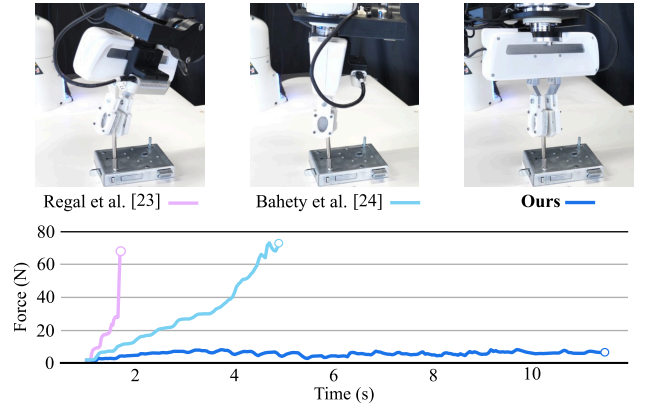 Regal et al. [23]
Bahety et al. [24]
Ours
80
60
40
20
0
Force (N)
2 4 6 8 10
Time (s)